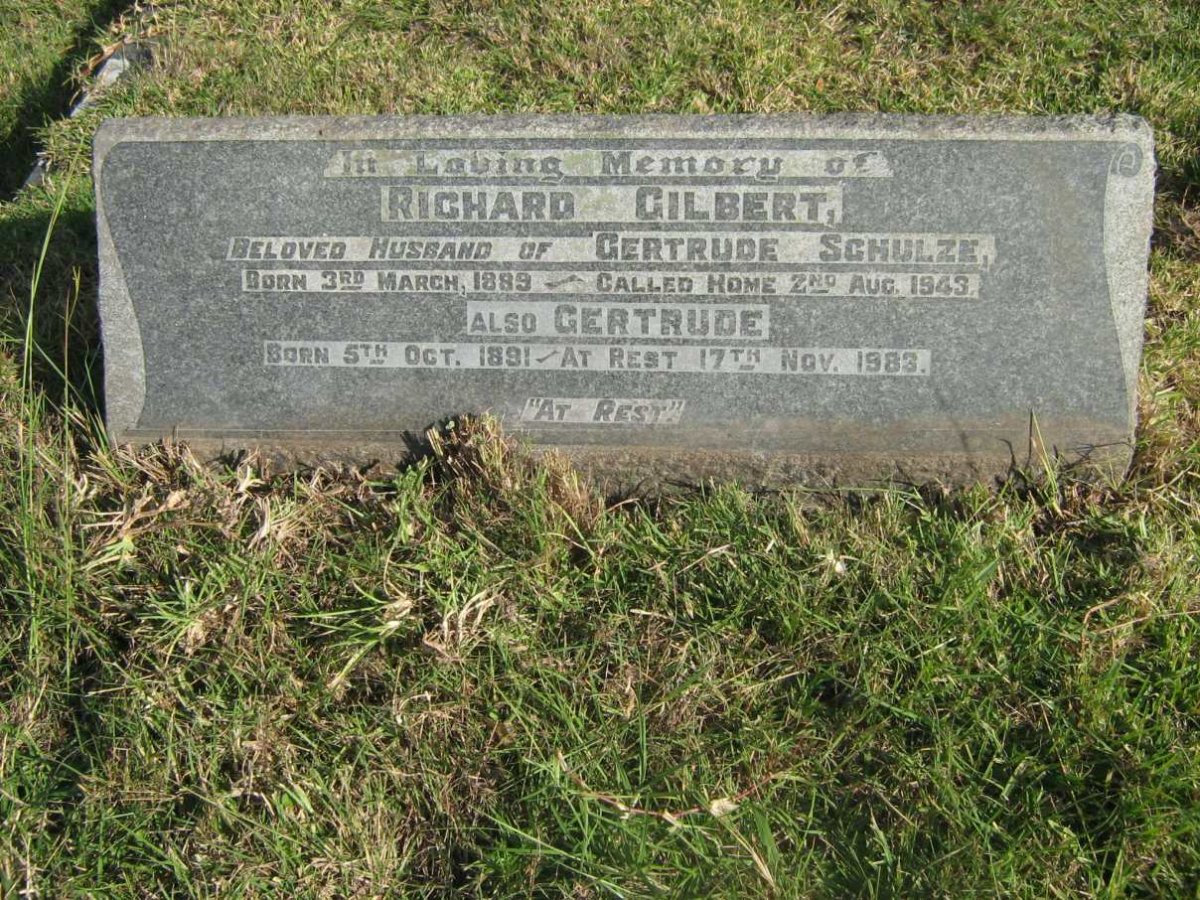 In Loving Memory of
RICHARD GILBERT,
BELOVED HUSBAND OF GERTRUDE SCHULZE,
BORN 3RD MARCH, 1889 ~ CALLED HOME 2ND AUG. 1943.
ALSO GERTRUDE
BORN 5TH OCT. 1891 ~ AT REST 17TH NOV. 1983.
"AT REST"